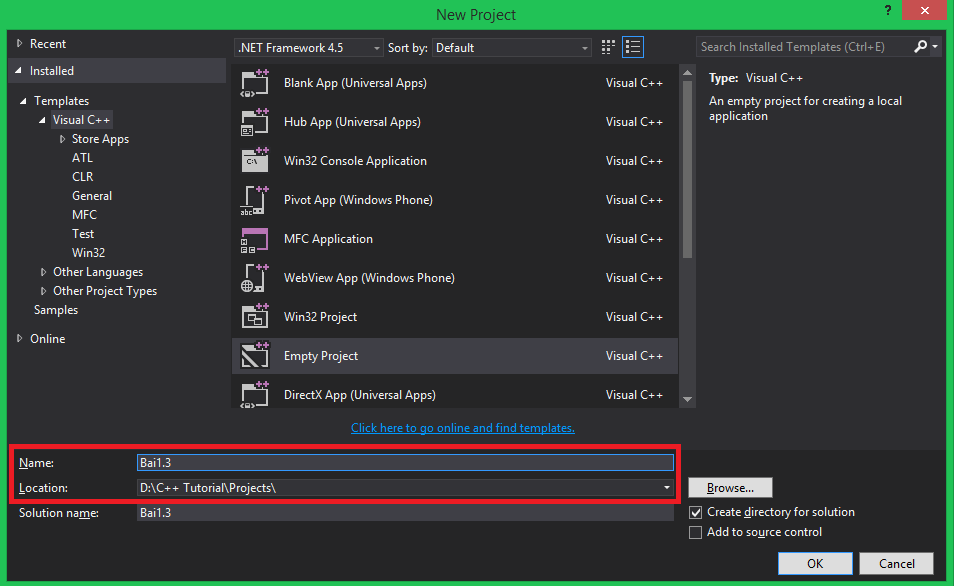 New Project
?
Recent
.NET Framework 4.5 Sort by: Default
Search Installed Templates (Ctrl+E)
Installed
Templates
Visual C++
Store Apps
ATL
CLR
General
MFC
Test
Win32
Other Languages
Other Project Types
Samples
Online
Blank App (Universal Apps) Visual C++
Hub App (Universal Apps) Visual C++
Win32 Console Application Visual C++
Pivot App (Windows Phone) Visual C++
MFC Application Visual C++
WebView App (Windows Phone) Visual C++
Win32 Project Visual C++
Empty Project Visual C++
DirectX App (Universal Apps) Visual C++
Type: Visual C++
An empty project for creating a local
application
Click here to go online and find templates.
Name: Bai1.3
Location: D:\C++ Tutorial\Projects\
Browse...
Solution name: Bai1.3
Create directory for solution
Add to source control
OK Cancel